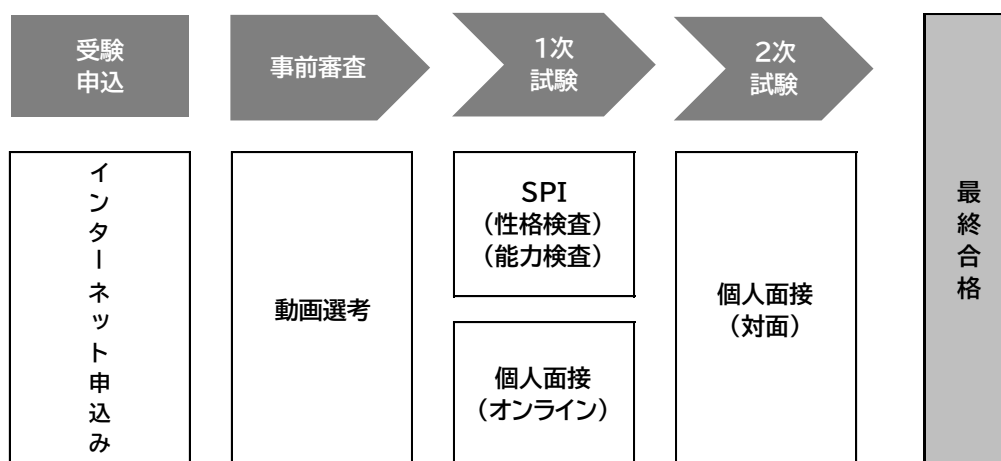 受験
申込
事前審査
1次
試験
2次
試験
インターネット申込み
動画選考
SPI
（性格検査）
（能力検査）
個人面接
（オンライン）
個人面接
（対面）
最終合格